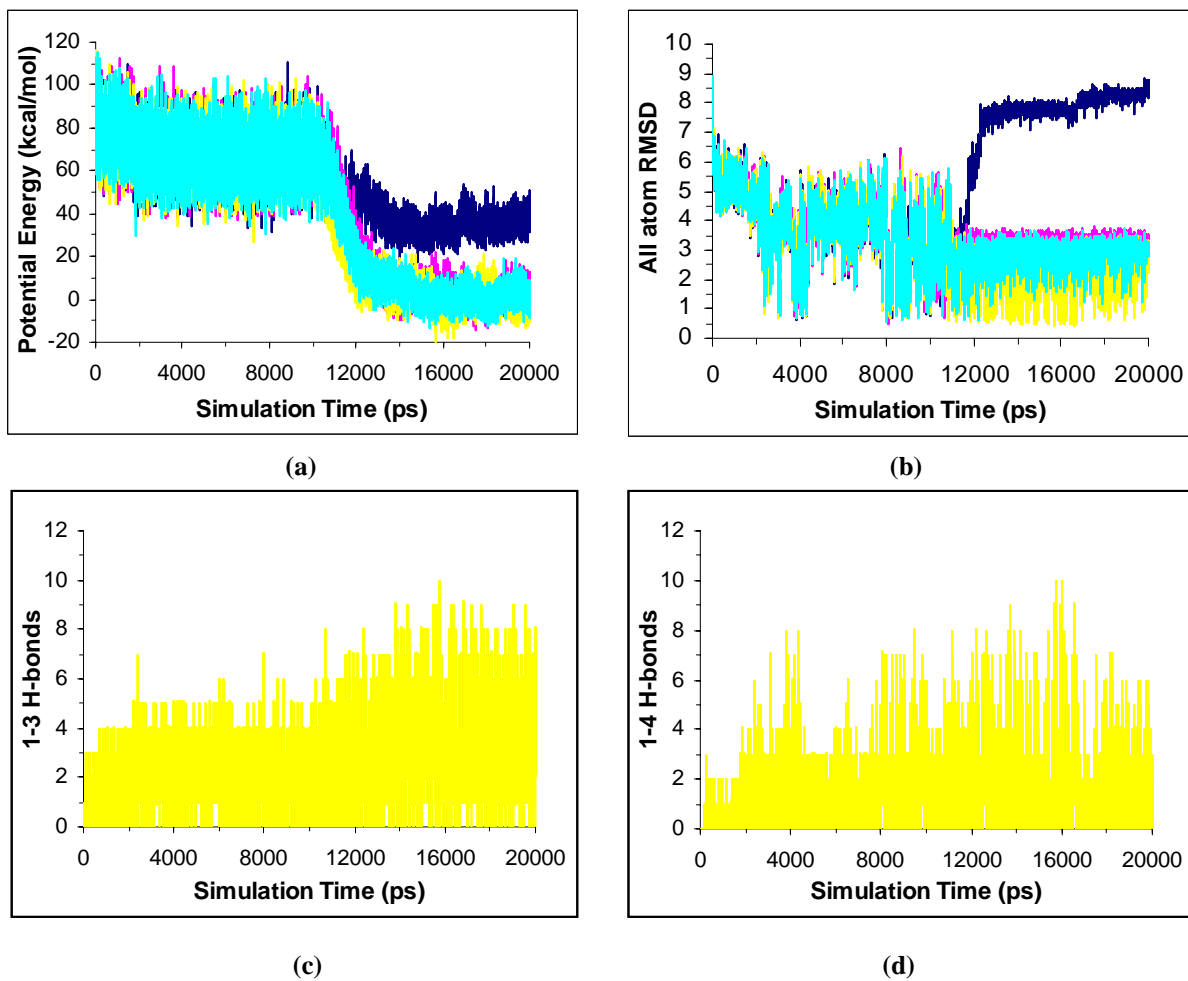 Potential Energy (kcal/mol)
120
100
80
60
40
20
0
-20
0 4000 8000 12000 16000 20000
Simulation Time (ps)
(a)
All atom RMSD
10
9
8
7
6
5
4
3
2
1
0
0 4000 8000 12000 16000 20000
Simulation Time (ps)
(b)
1-3 H-bonds
12
10
8
6
4
2
0
0 4000 8000 12000 16000 20000
Simulation Time (ps)
(c)
1-4 H-bonds
12
10
8
6
4
2
0
0 4000 8000 12000 16000 20000
Simulation Time (ps)
(d)